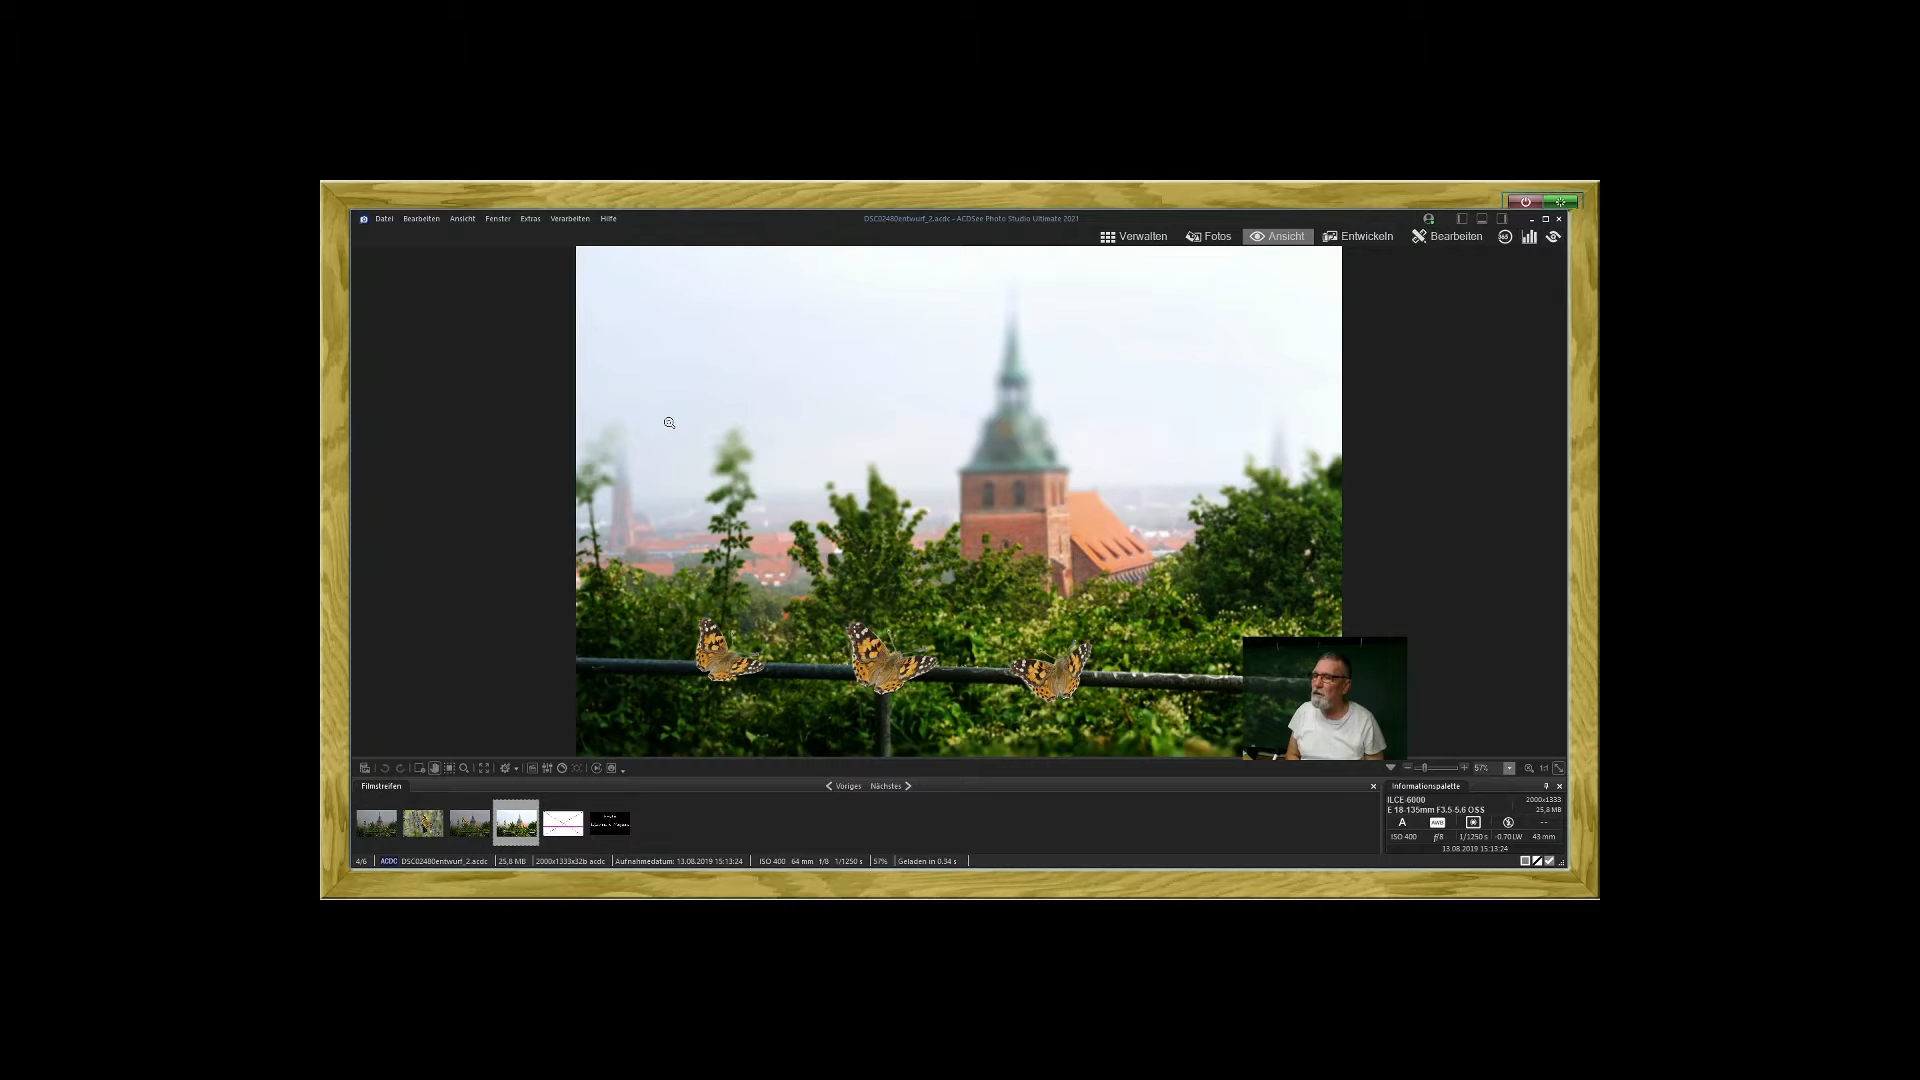 Datei Bearbeiten Ansicht Fenster Extras Verarbeiten Hilfe
DSC02480entwurf_2.acdc - ACDSee Photo Studio Ultimate 2021
Verwalten Fotos Ansicht Entwickeln Bearbeiten 365
57% 1:1
Filmstreifen
Voriges Nächstes
Informationspalette
ILCE-6000 2000x1333
E 18-135mm F3.5-5.6 OSS 25,8 MB
A AWB --
ISO 400 f/8 1/1250 s -0.70 LW 43 mm
13.08.2019 15:13:24
4/6 ACDC DSC02480entwurf_2.acdc 25,8 MB 2000x1333x32b acdc Aufnahmedatum: 13.08.2019 15:13:24 ISO 400 64 mm f/8 1/1250 s 57% Geladen in 0.34 s